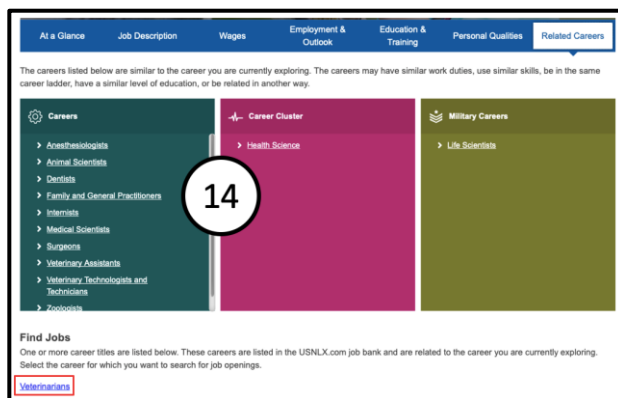 At a Glance
Job Description
Wages
Employment &
Outlook
Education &
Training
Personal Qualities
Related Careers
The careers listed below are similar to the career you are currently exploring. The careers may have similar work duties, use similar skills, be in the same
career ladder, have a similar level of education, or be related in another way.
Careers
Anesthesiologists
Animal Scientists
Dentists
Family and General Practitioners
Internists
Medical Scientists
Surgeons
Veterinary Assistants
Veterinary Technologists and
Technicians
Zoologists
14
Career Cluster
Health Science
Military Careers
Life Scientists
Find Jobs
One or more career titles are listed below. These careers are listed in the USNLX.com job bank and are related to the career you are currently exploring.
Select the career for which you want to search for job openings.
Veterinarians